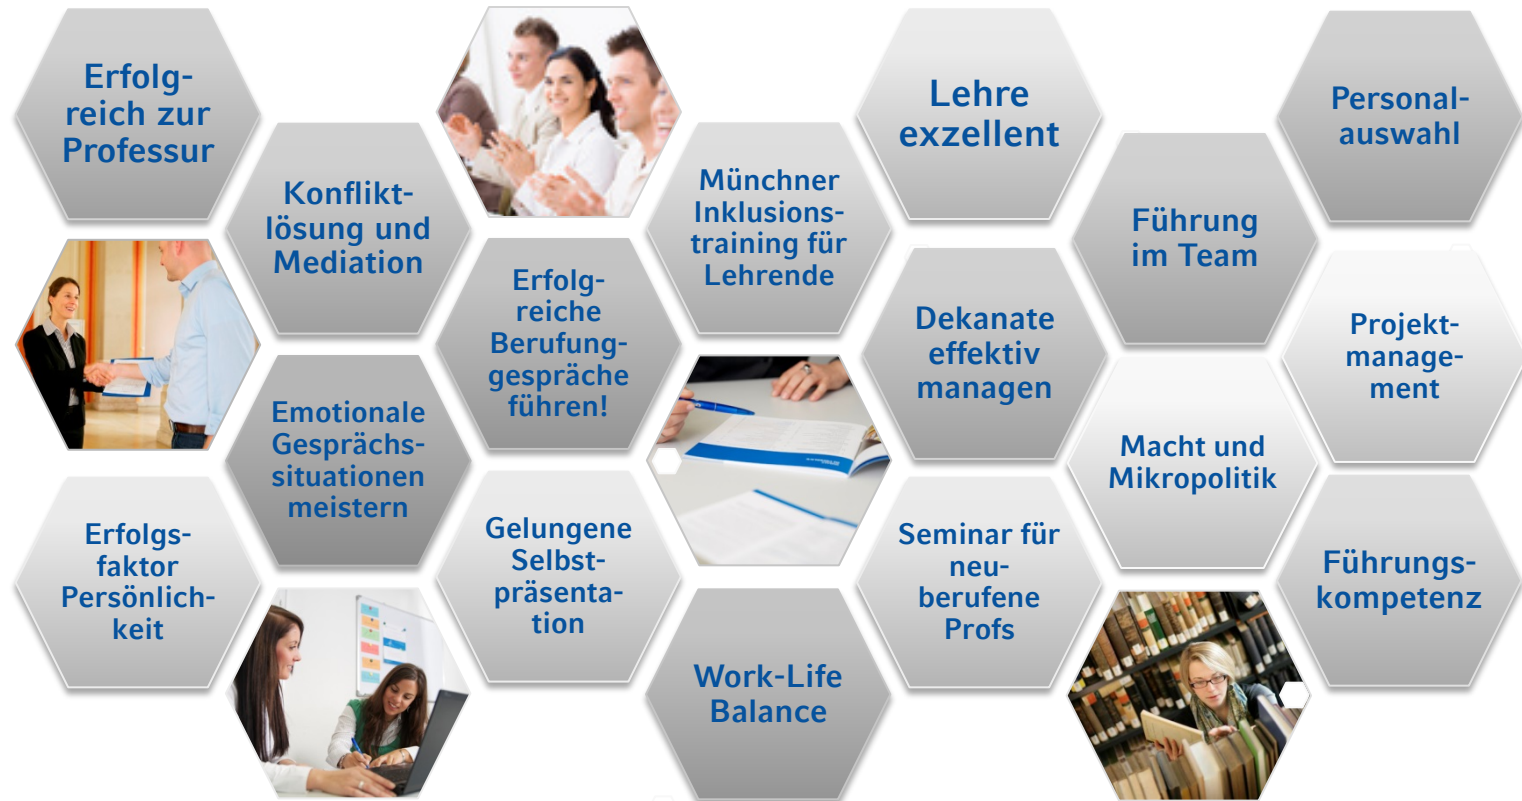 Erfolg-
reich zur
Professur
Konflikt-
lösung und
Mediation
Erfolg-
reiche
Berufung-
gespräche
führen!
Münchner
Inklusions-
training für
Lehrende
Lehre
exzellent
Führung
im Team
Personal-
auswahl
Dekanate
effektiv
managen
Projekt-
manage-
ment
Emotionale
Gesprächs-
situationen
meistern
Macht und
Mikropolitik
Erfolgs-
faktor
Persönlich-
keit
Gelungene
Selbst-
präsenta-
tion
Seminar für
neu-
berufene
Profs
Führungs-
kompetenz
Work-Life
Balance